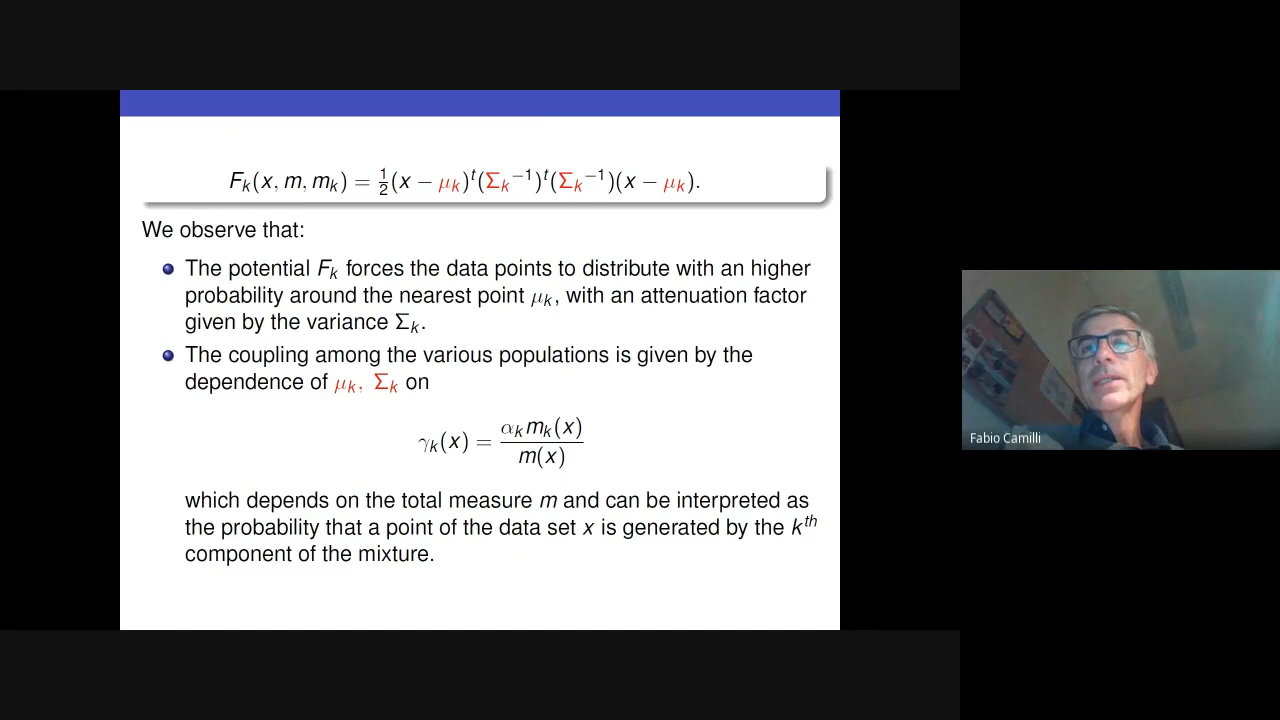 F_k(x, m, m_k) = ½(x − μ_k)^t(Σ_k^{−1})^t(Σ_k^{−1})(x − μ_k).
We observe that:
The potential F_k forces the data points to distribute with an higher
probability around the nearest point μ_k, with an attenuation factor
given by the variance Σ_k.
The coupling among the various populations is given by the
dependence of μ_k, Σ_k on
γ_k(x) = α_k m_k(x) / m(x)
which depends on the total measure m and can be interpreted as
the probability that a point of the data set x is generated by the k^th
component of the mixture.
Fabio Camilli